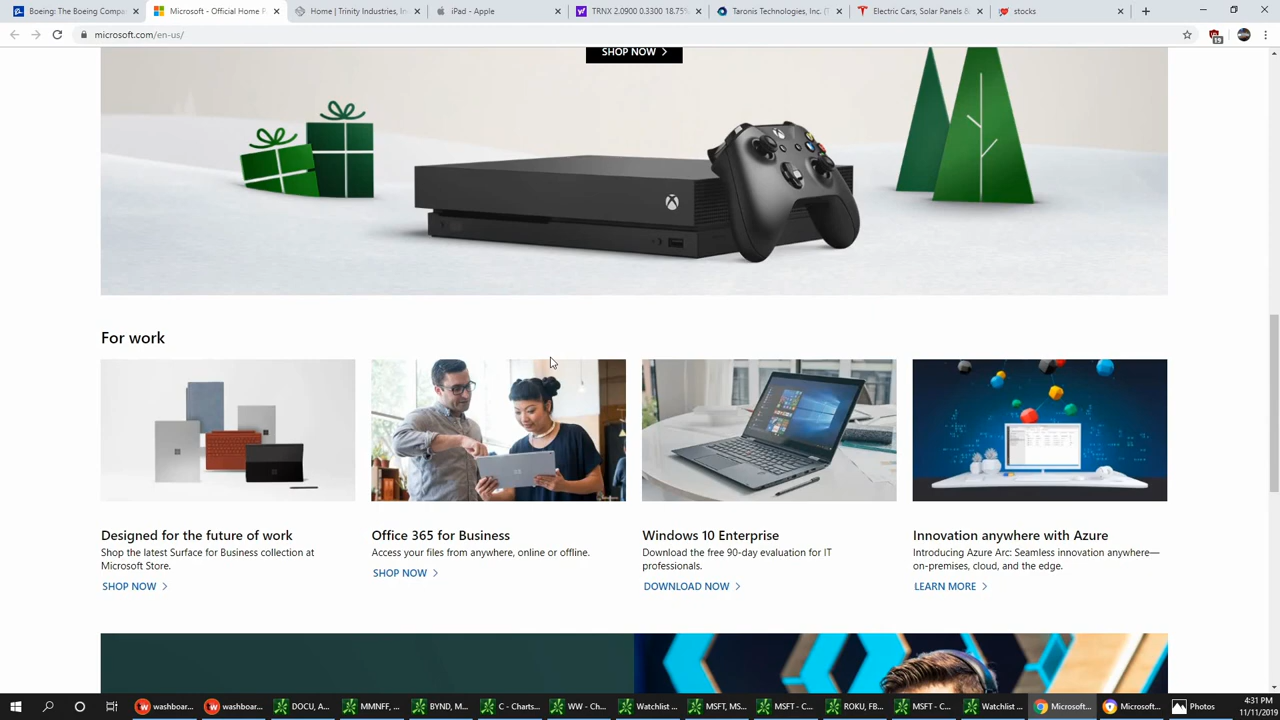 Boeing: The Boeing Compa
Microsoft - Official Home P
Home | Trinity Industries, Inc.
iPad - Apple
TRNX 2.0900 0.3300 18.75%
Taronis Technologies, Inc. (T
Electric Cars, Solar Panels &
stocks
microsoft.com/en-us/
19
SHOP NOW
For work
Designed for the future of work
Shop the latest Surface for Business collection at
Microsoft Store.
SHOP NOW
Office 365 for Business
Access your files from anywhere, online or offline.
SHOP NOW
Windows 10 Enterprise
Download the free 90-day evaluation for IT
professionals.
DOWNLOAD NOW
Innovation anywhere with Azure
Introducing Azure Arc: Seamless innovation anywhere—
on-premises, cloud, and the edge.
LEARN MORE
washboar...
washboar...
DOCU, A...
MMNFF, ...
BYND, M...
C - Charts...
WW - Ch...
Watchlist ...
MSFT, MS...
MSFT - C...
ROKU, FB...
MSFT - C...
Watchlist ...
Microsoft...
Microsoft...
Photos
4:31 PM
11/11/2019